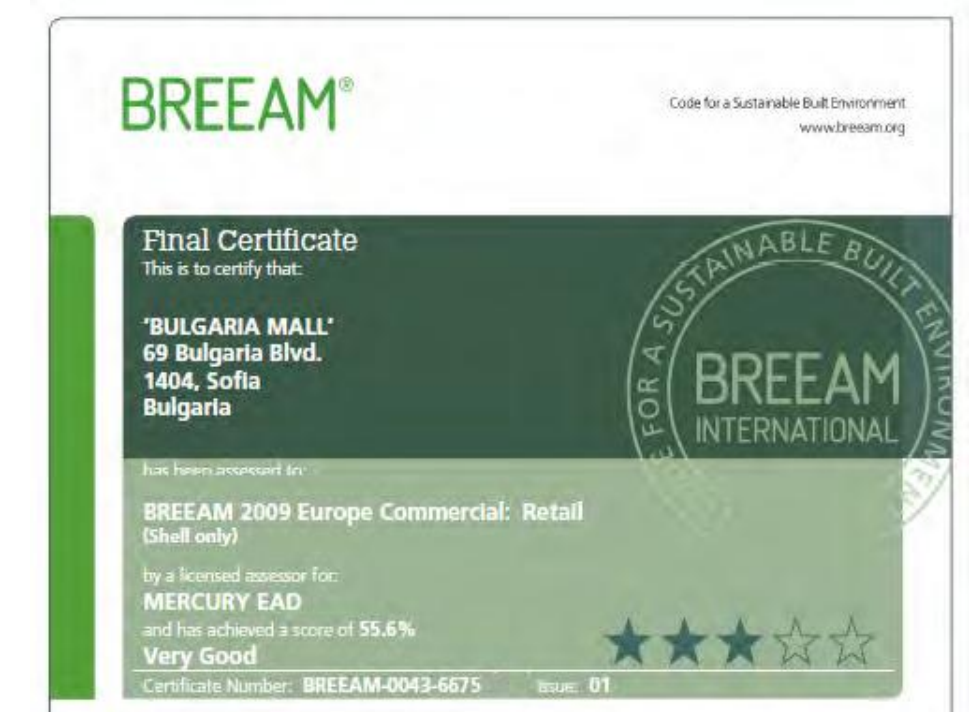 BREEAM®
Code for a Sustainable Built Environment
www.breeam.org
Final Certificate
This is to certify that:
'BULGARIA MALL'
69 Bulgaria Blvd.
1404, Sofia
Bulgaria
FOR A SUSTAINABLE BUILT ENVIRONMENT
BREEAM
INTERNATIONAL
has been assessed to:
BREEAM 2009 Europe Commercial: Retail
(Shell only)
by a licensed assessor for:
MERCURY EAD
and has achieved a score of 55.6%
Very Good
Certificate Number: BREEAM-0043-6675 Issue: 01